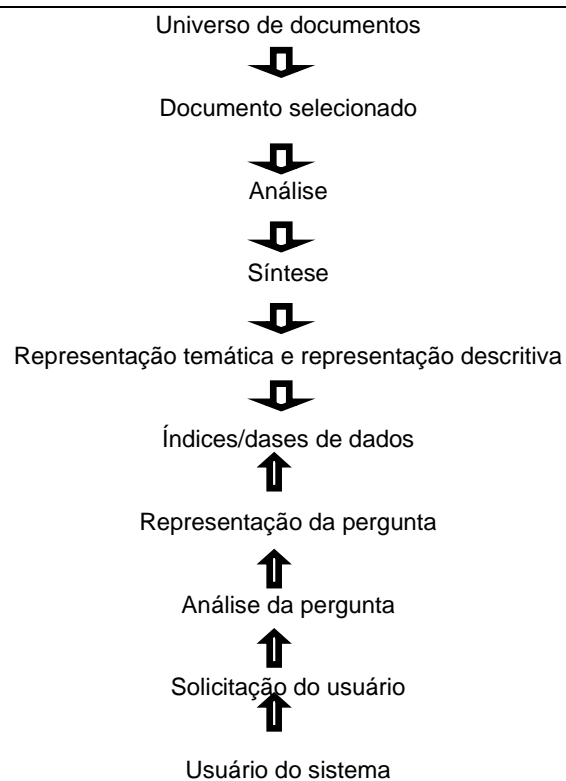 Universo de documentos
Documento selecionado
Análise
Síntese
Representação temática e representação descritiva
Índices/dases de dados
Representação da pergunta
Análise da pergunta
Solicitação do usuário
Usuário do sistema